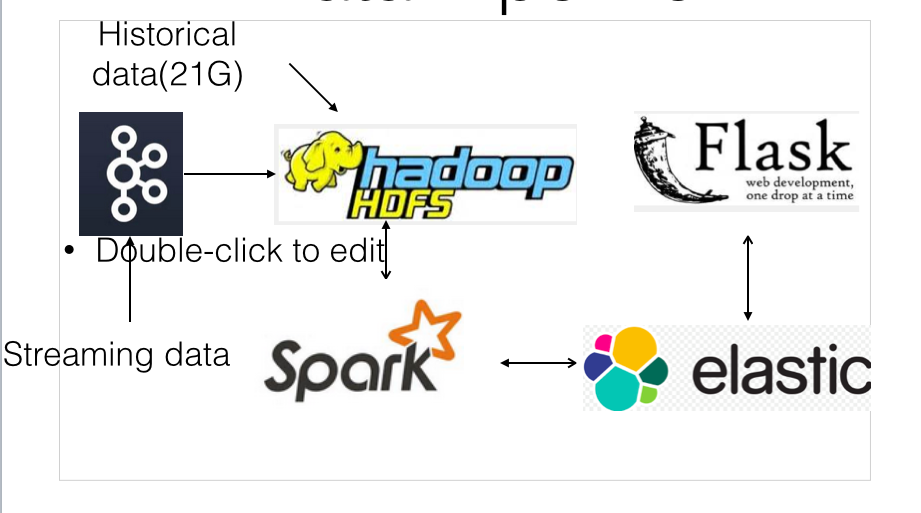 Historical
data(21G)
hadoop
HDFS
Flask
web development,
one drop at a time
• Double-click to edit
Streaming data
Spark
elastic